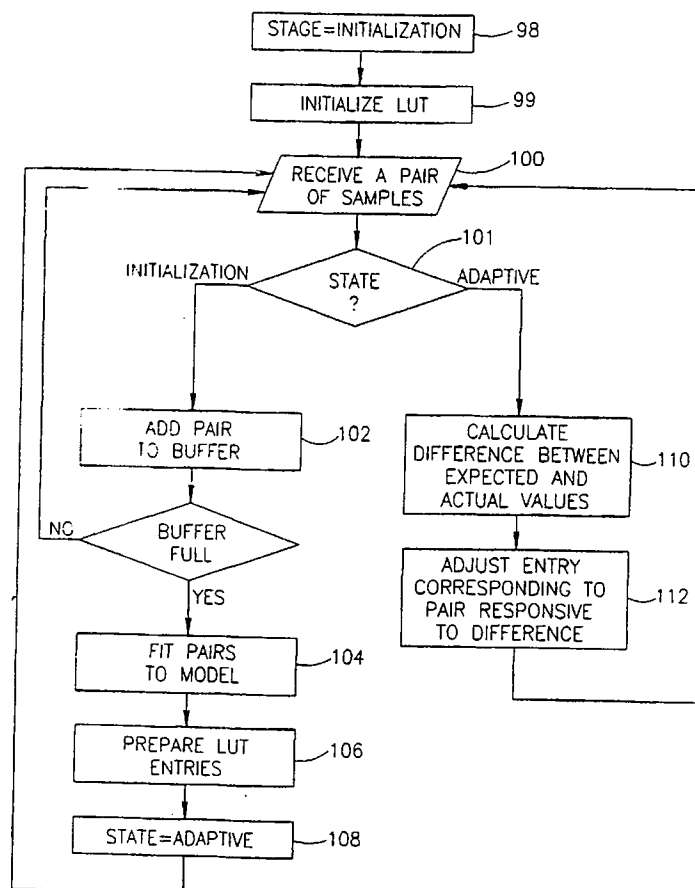 STAGE=INITIALIZATION
98
INITIALIZE LUT
99
RECEIVE A PAIR
OF SAMPLES
100
101
INITIALIZATION
STATE
?
ADAPTIVE
ADD PAIR
TO BUFFER
102
CALCULATE
DIFFERENCE BETWEEN
EXPECTED AND
ACTUAL VALUES
110
NO
BUFFER
FULL
YES
ADJUST ENTRY
CORRESPONDING TO
PAIR RESPONSIVE
TO DIFFERENCE
112
FIT PAIRS
TO MODEL
104
PREPARE LUT
ENTRIES
106
STATE=ADAPTIVE
108